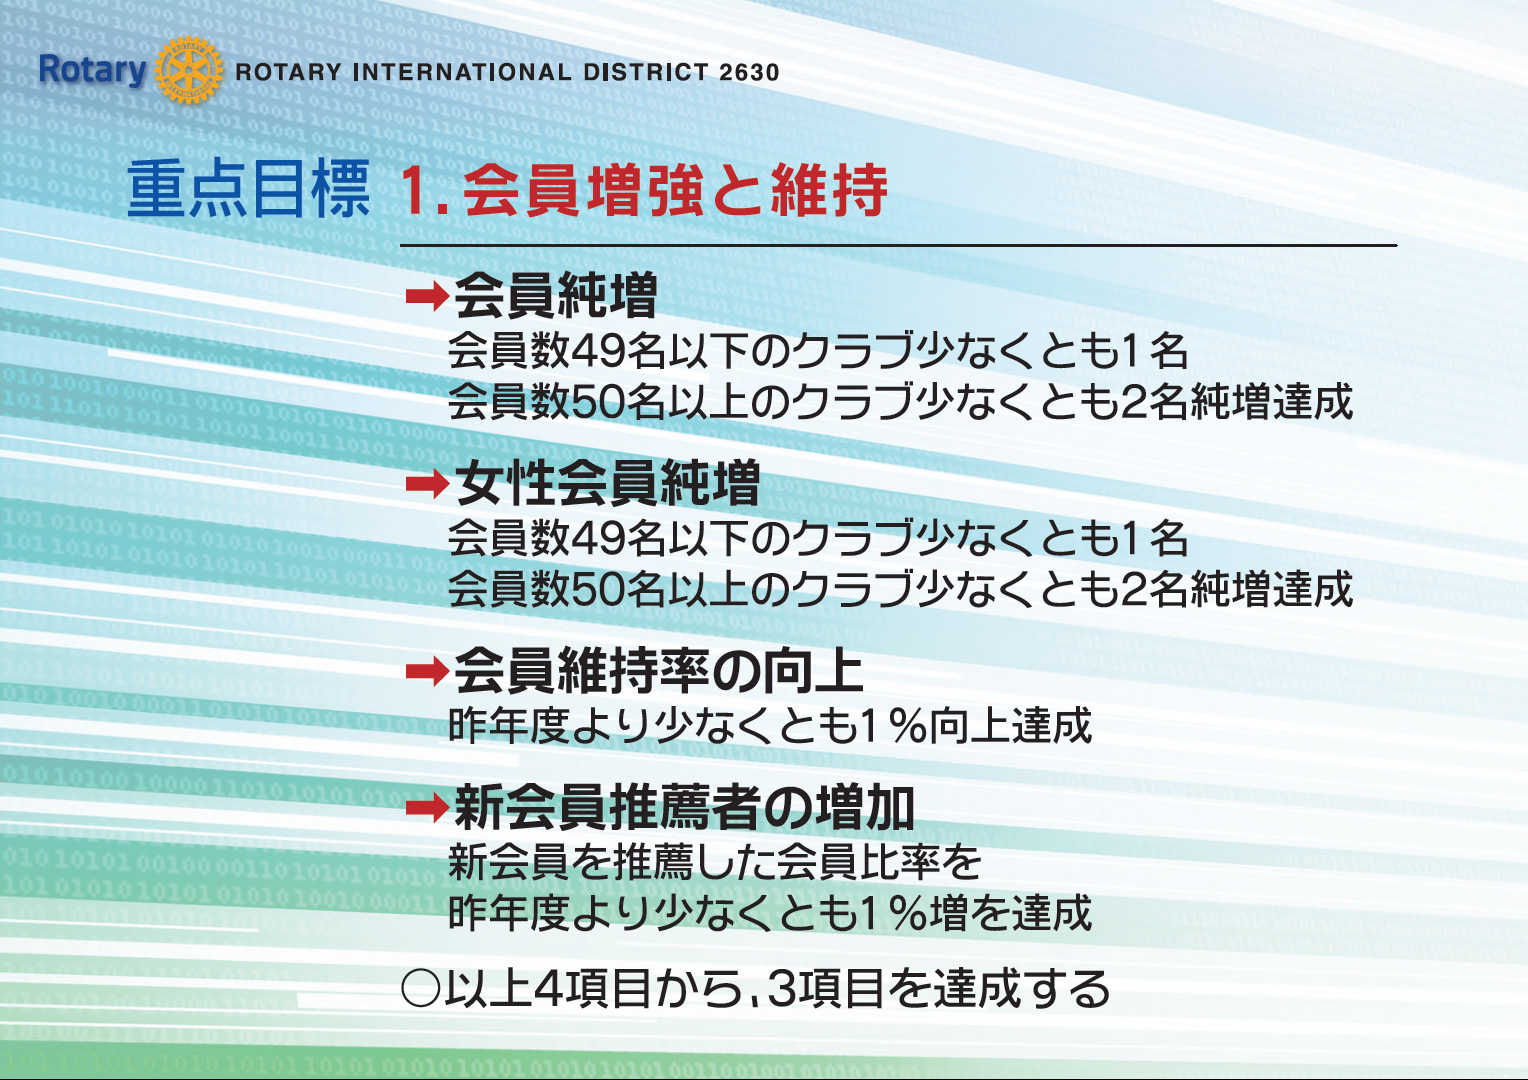 Rotary ROTARY INTERNATIONAL DISTRICT 2630
重点目標 1.会員増強と維持
➡会員純増
会員数49名以下のクラブ少なくとも1名
会員数50名以上のクラブ少なくとも2名純増達成
➡女性会員純増
会員数49名以下のクラブ少なくとも1名
会員数50名以上のクラブ少なくとも2名純増達成
➡会員維持率の向上
昨年度より少なくとも1%向上達成
➡新会員推薦者の増加
新会員を推薦した会員比率を
昨年度より少なくとも1%増を達成
○以上4項目から、3項目を達成する